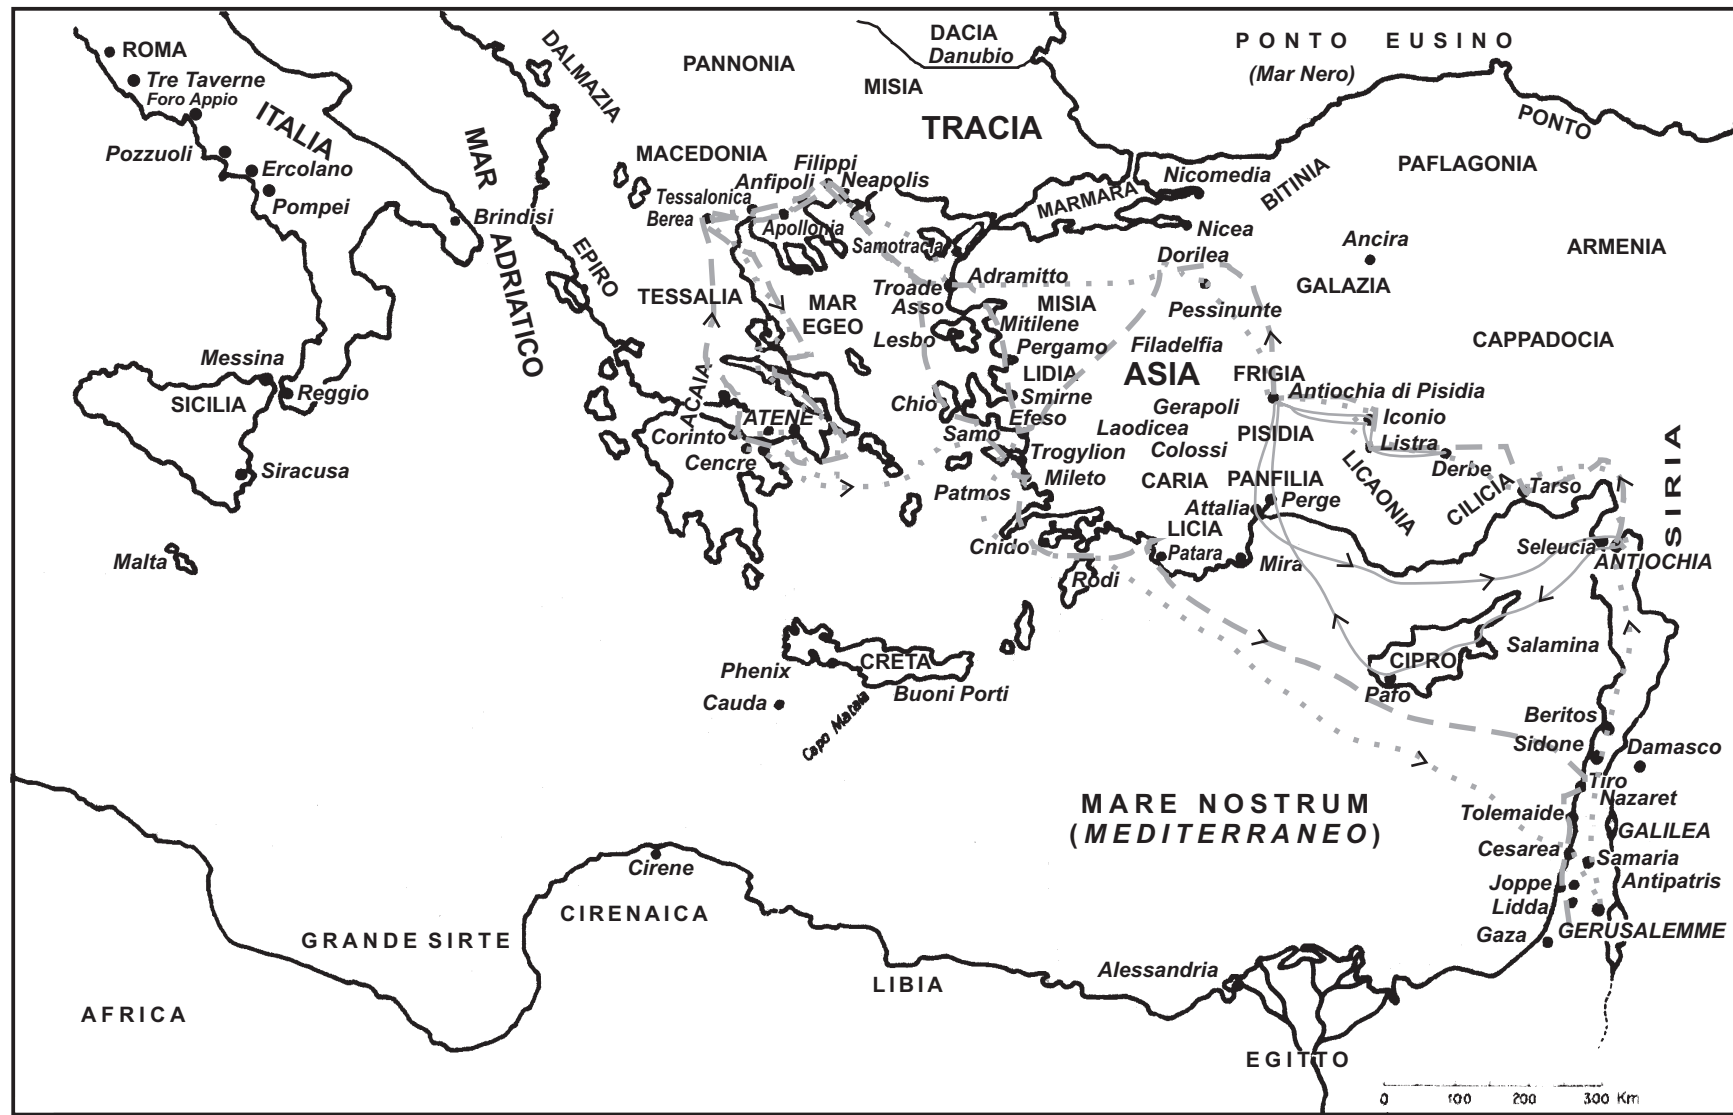 ROMA
Tre Taverne
Foro Appio
ITALIA
Pozzuoli
Ercolano
Pompei
Brindisi
MAR
ADRIATICO
DALMAZIA
PANNONIA
DACIA
Danubio
MISIA
TRACIA
PONTO EUSINO
(Mar Nero)
PONTO
MACEDONIA
Filippi
Anfipoli
Neapolis
Tessalonica
Berea
Apollonia
Samotracia
MARMARA
Nicomedia
BITINIA
PAFLAGONIA
Nicea
Ancira
ARMENIA
EPIRO
TESSALIA
MAR
EGEO
Troade
Asso
Adramitto
Dorilea
GALAZIA
MISIA
Pessinunte
Lesbo
Mitilene
Pergamo
Filadelfia
CAPPADOCIA
Messina
Reggio
SICILIA
Siracusa
ACAIA
ATENE
Corinto
Cencre
Chio
LIDIA
Smirne
Efeso
ASIA
FRIGIA
Antiochia di Pisidia
Gerapoli
Iconio
Laodicea
PISIDIA
Listra
Samo
Colossi
Derbe
Trogylion
LICAONIA
CILICIA
Tarso
SIRIA
Patmos
Mileto
CARIA
PANFILIA
Perge
Attalia
LICIA
Cnido
Patara
Mira
Seleucia
ANTIOCHIA
Malta
Rodi
Phenix
CRETA
Buoni Porti
Cauda
Capo Matala
CIPRO
Salamina
Pafo
Beritos
Sidone
Damasco
Tiro
Nazaret
MARE NOSTRUM
(MEDITERRANEO)
Tolemaide
GALILEA
Cesarea
Samaria
Joppe
Antipatris
Lidda
GERUSALEMME
Gaza
Cirene
CIRENAICA
GRANDE SIRTE
LIBIA
Alessandria
AFRICA
EGITTO
0 100 200 300 Km